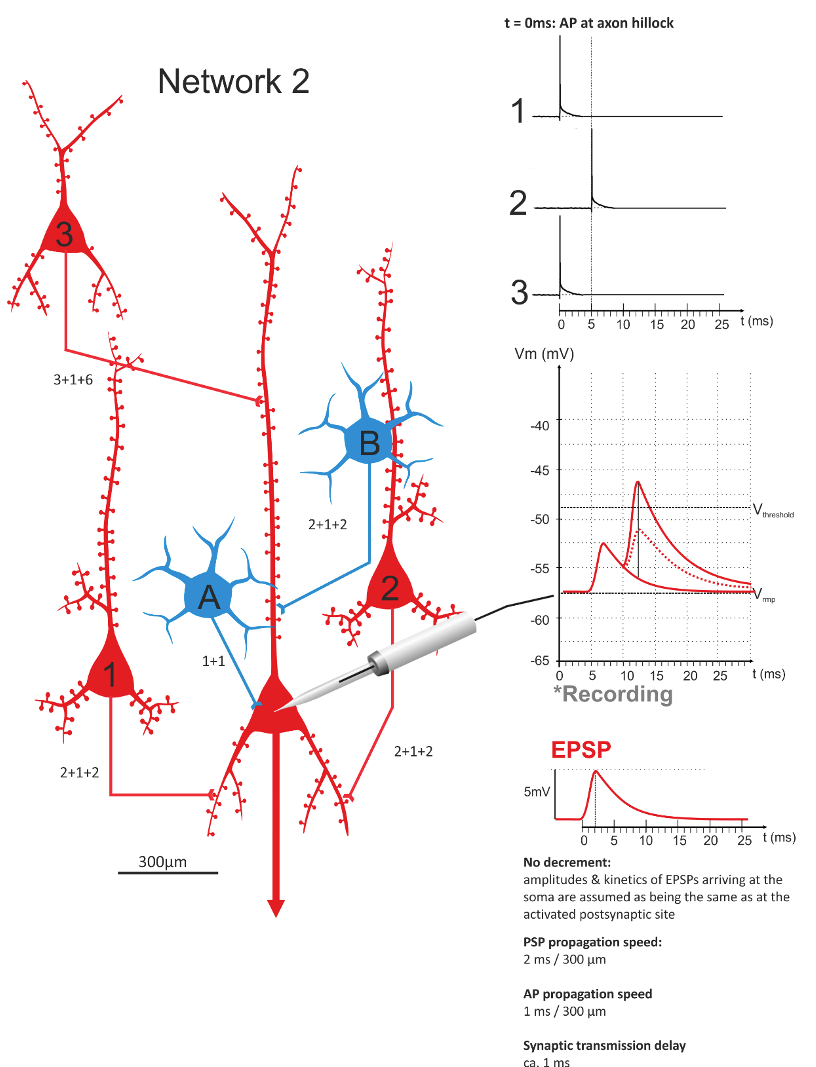 t = 0ms: AP at axon hillock
Network 2
1
2
3
0 5 10 15 20 25 t (ms)
3
3+1+6
B
2+1+2
A
2
1+1
1
2+1+2
2+1+2
300µm
Vm (mV)
-40
-45
-50
-55
-60
-65
Vthreshold
Vrmp
0 5 10 15 20 25 t (ms)
*Recording
EPSP
5mV
0 5 10 15 20 25 t (ms)
No decrement:
amplitudes & kinetics of EPSPs arriving at the
soma are assumed as being the same as at the
activated postsynaptic site
PSP propagation speed:
2 ms / 300 µm
AP propagation speed
1 ms / 300 µm
Synaptic transmission delay
ca. 1 ms